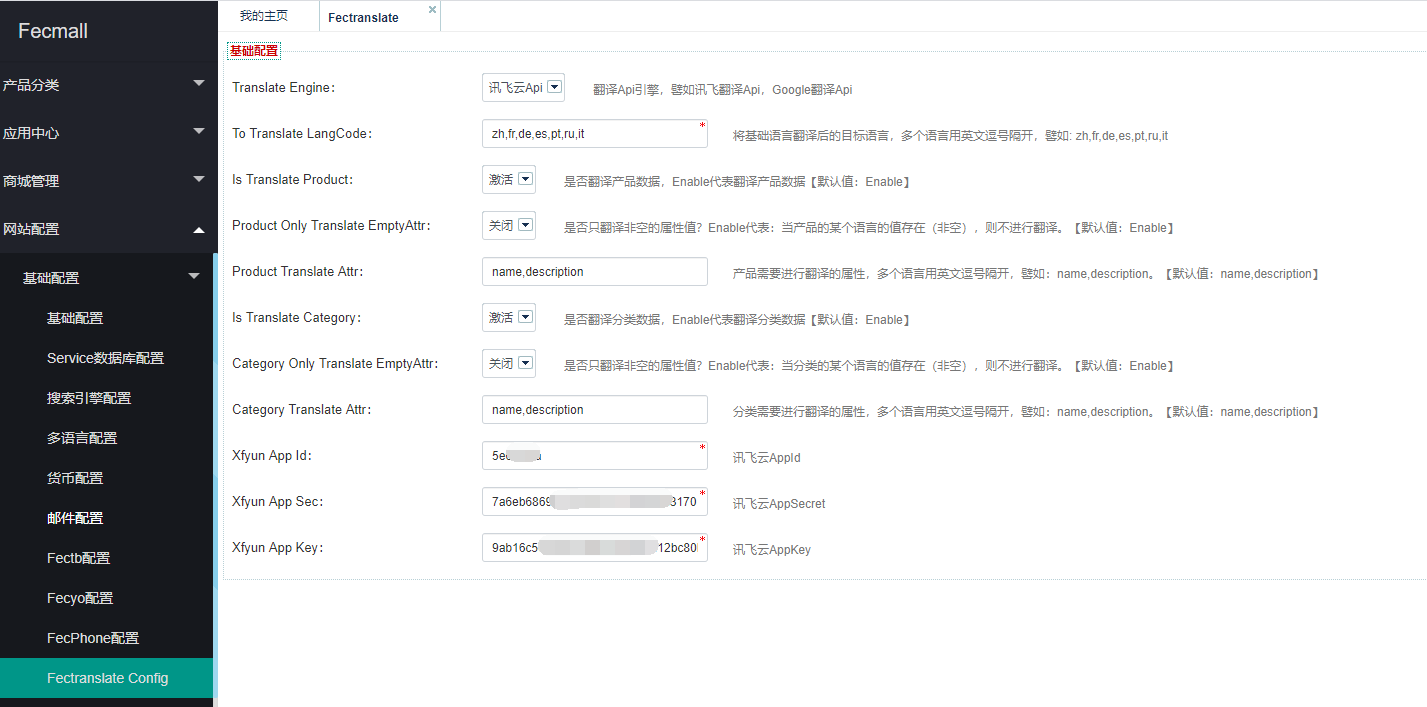 Fecmall
产品分类
应用中心
商城管理
网站配置
基础配置
基础配置
Service数据库配置
搜索引擎配置
多语言配置
货币配置
邮件配置
Fectb配置
Fecyo配置
FecPhone配置
Fectranslate Config
我的主页 Fectranslate
基础配置
Translate Engine: 讯飞云Api 翻译Api引擎，譬如讯飞翻译Api，Google翻译Api
To Translate LangCode: zh,fr,de,es,pt,ru,it * 将基础语言翻译后的目标语言，多个语言用英文逗号隔开，譬如: zh,fr,de,es,pt,ru,it
Is Translate Product: 激活 是否翻译产品数据，Enable代表翻译产品数据【默认值：Enable】
Product Only Translate EmptyAttr: 关闭 是否只翻译非空的属性值？Enable代表：当产品的某个语言的值存在（非空），则不进行翻译。【默认值：Enable】
Product Translate Attr: name,description 产品需要进行翻译的属性，多个语言用英文逗号隔开，譬如：name,description。【默认值：name,description】
Is Translate Category: 激活 是否翻译分类数据，Enable代表翻译分类数据【默认值：Enable】
Category Only Translate EmptyAttr: 关闭 是否只翻译非空的属性值？Enable代表：当分类的某个语言的值存在（非空），则不进行翻译。【默认值：Enable】
Category Translate Attr: name,description 分类需要进行翻译的属性，多个语言用英文逗号隔开，譬如：name,description。【默认值：name,description】
Xfyun App Id: * 讯飞云AppId
Xfyun App Sec: 7a6eb686 3170 * 讯飞云AppSecret
Xfyun App Key: 9ab16c5 12bc80 * 讯飞云AppKey